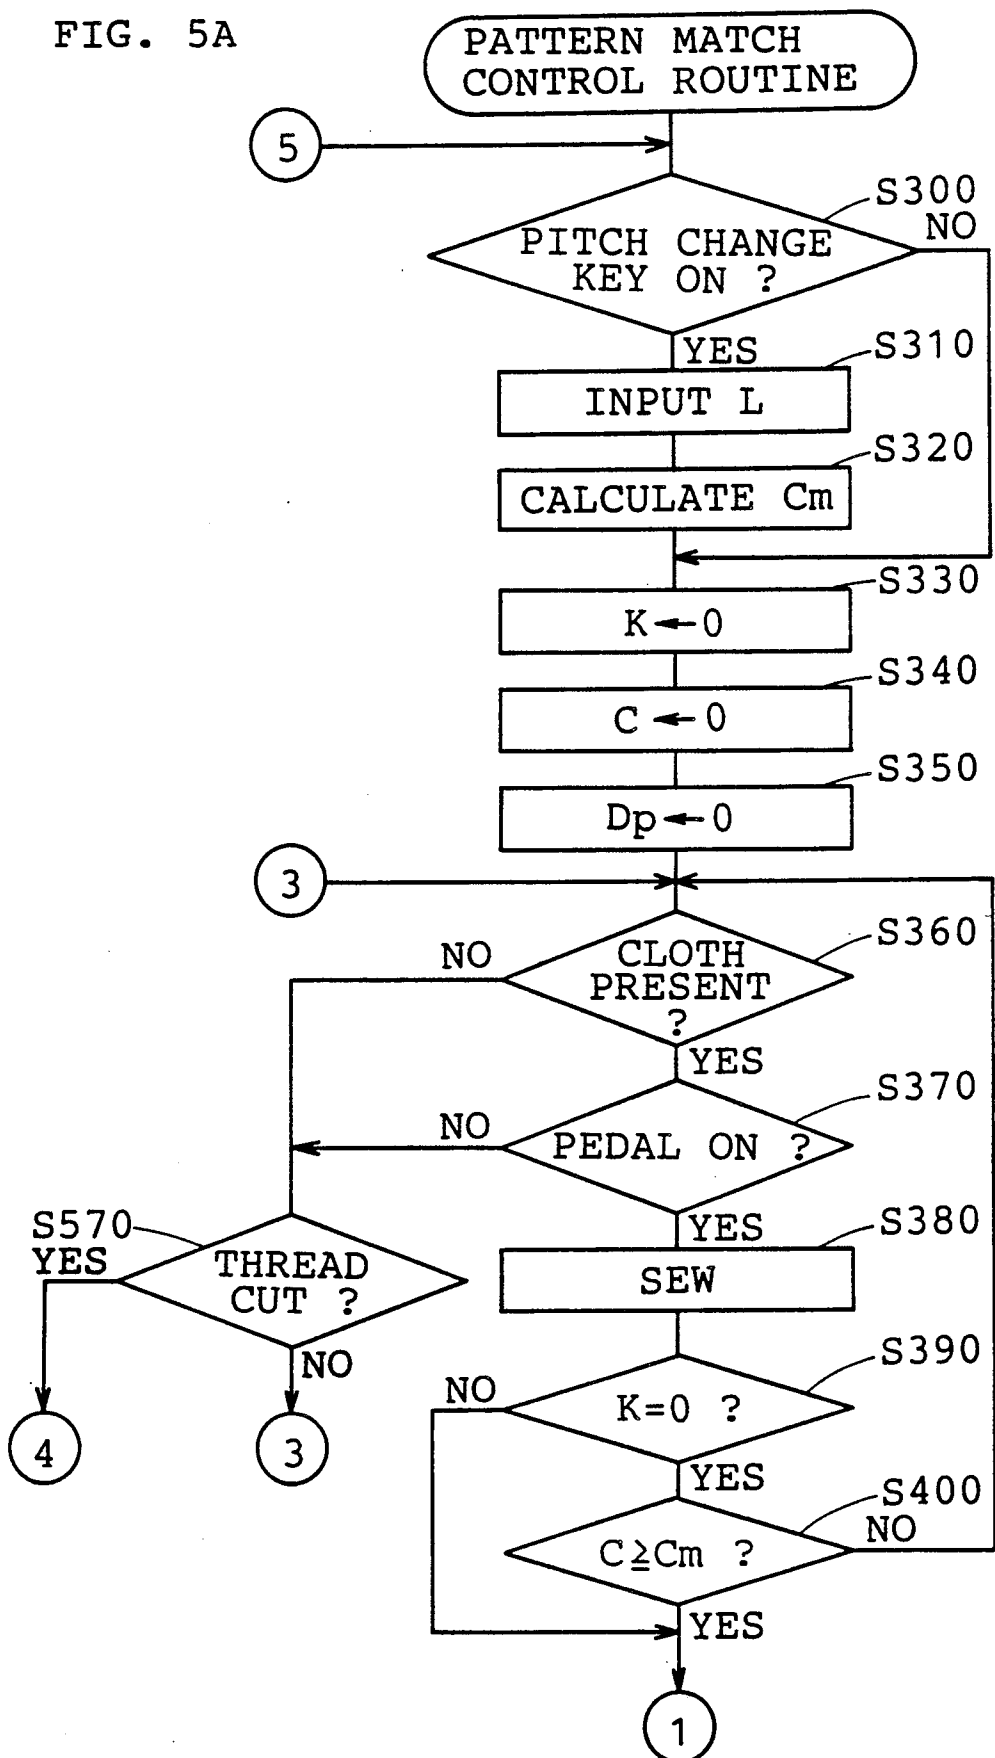 FIG. 5A
PATTERN MATCH
CONTROL ROUTINE
5
S300
NO
PITCH CHANGE
KEY ON ?
YES
S310
INPUT L
S320
CALCULATE Cm
S330
K←0
S340
C ←0
S350
Dp←0
3
S360
NO
CLOTH
PRESENT
?
YES
S370
NO
PEDAL ON ?
S570
YES
THREAD
CUT ?
NO
4
3
YES
S380
SEW
S390
NO
K=0 ?
YES
S400
NO
C≧Cm ?
YES
1